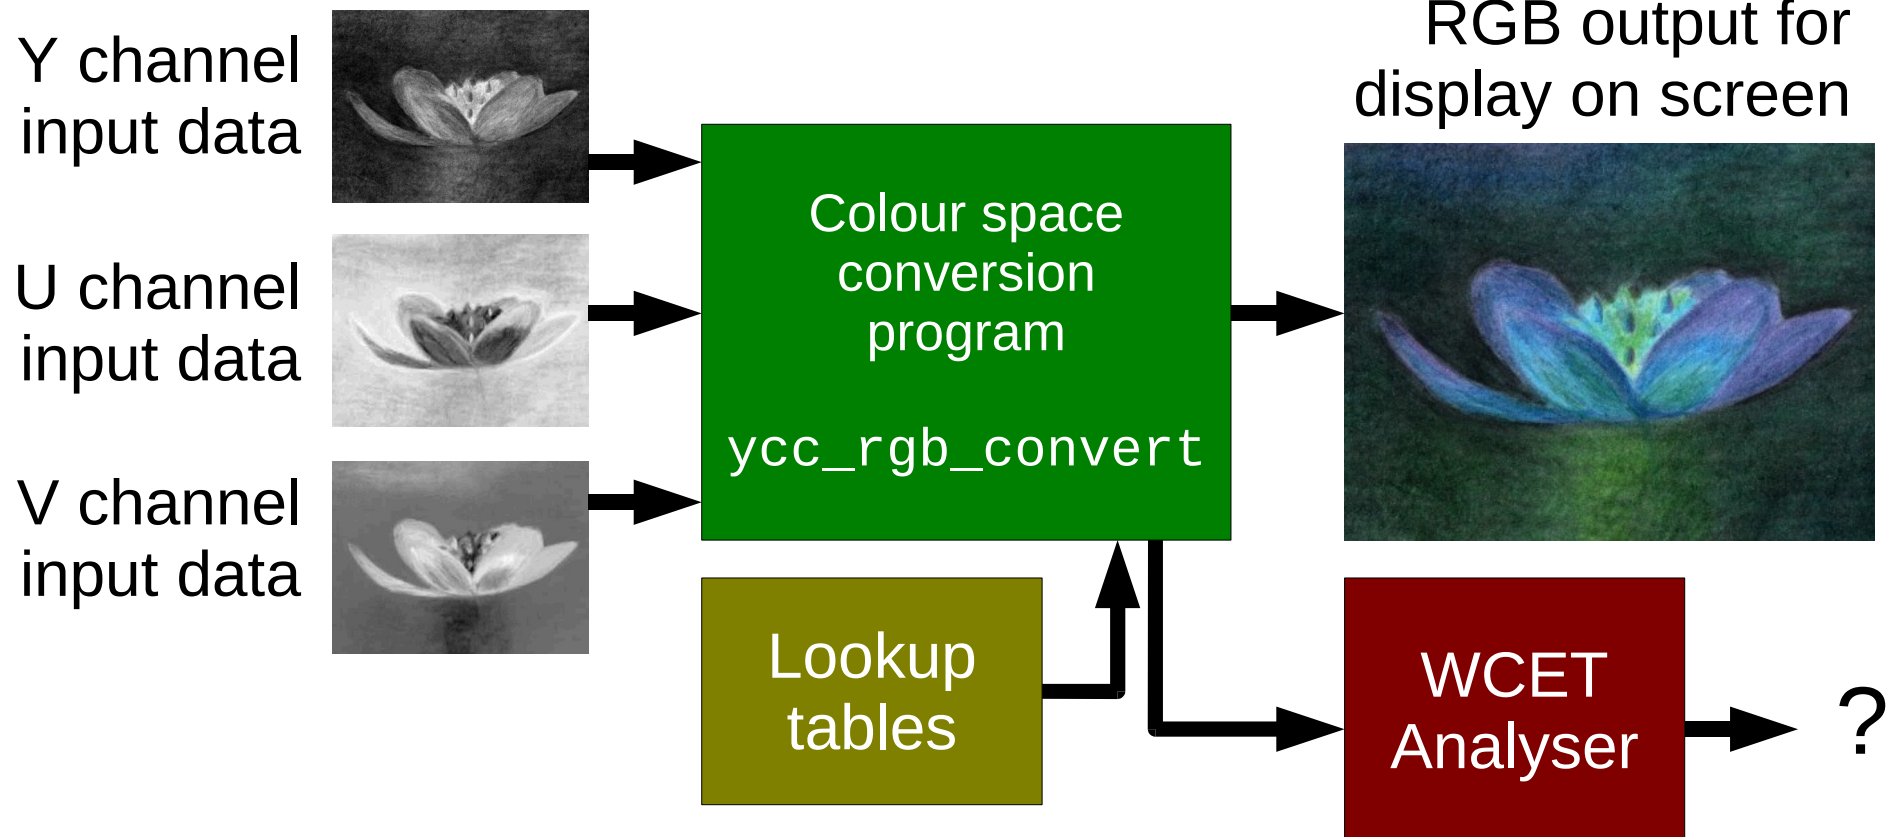 Y channel
input data
U channel
input data
V channel
input data
Colour space
conversion
program
ycc_rgb_convert
Lookup
tables
RGB output for
display on screen
WCET
Analyser
?